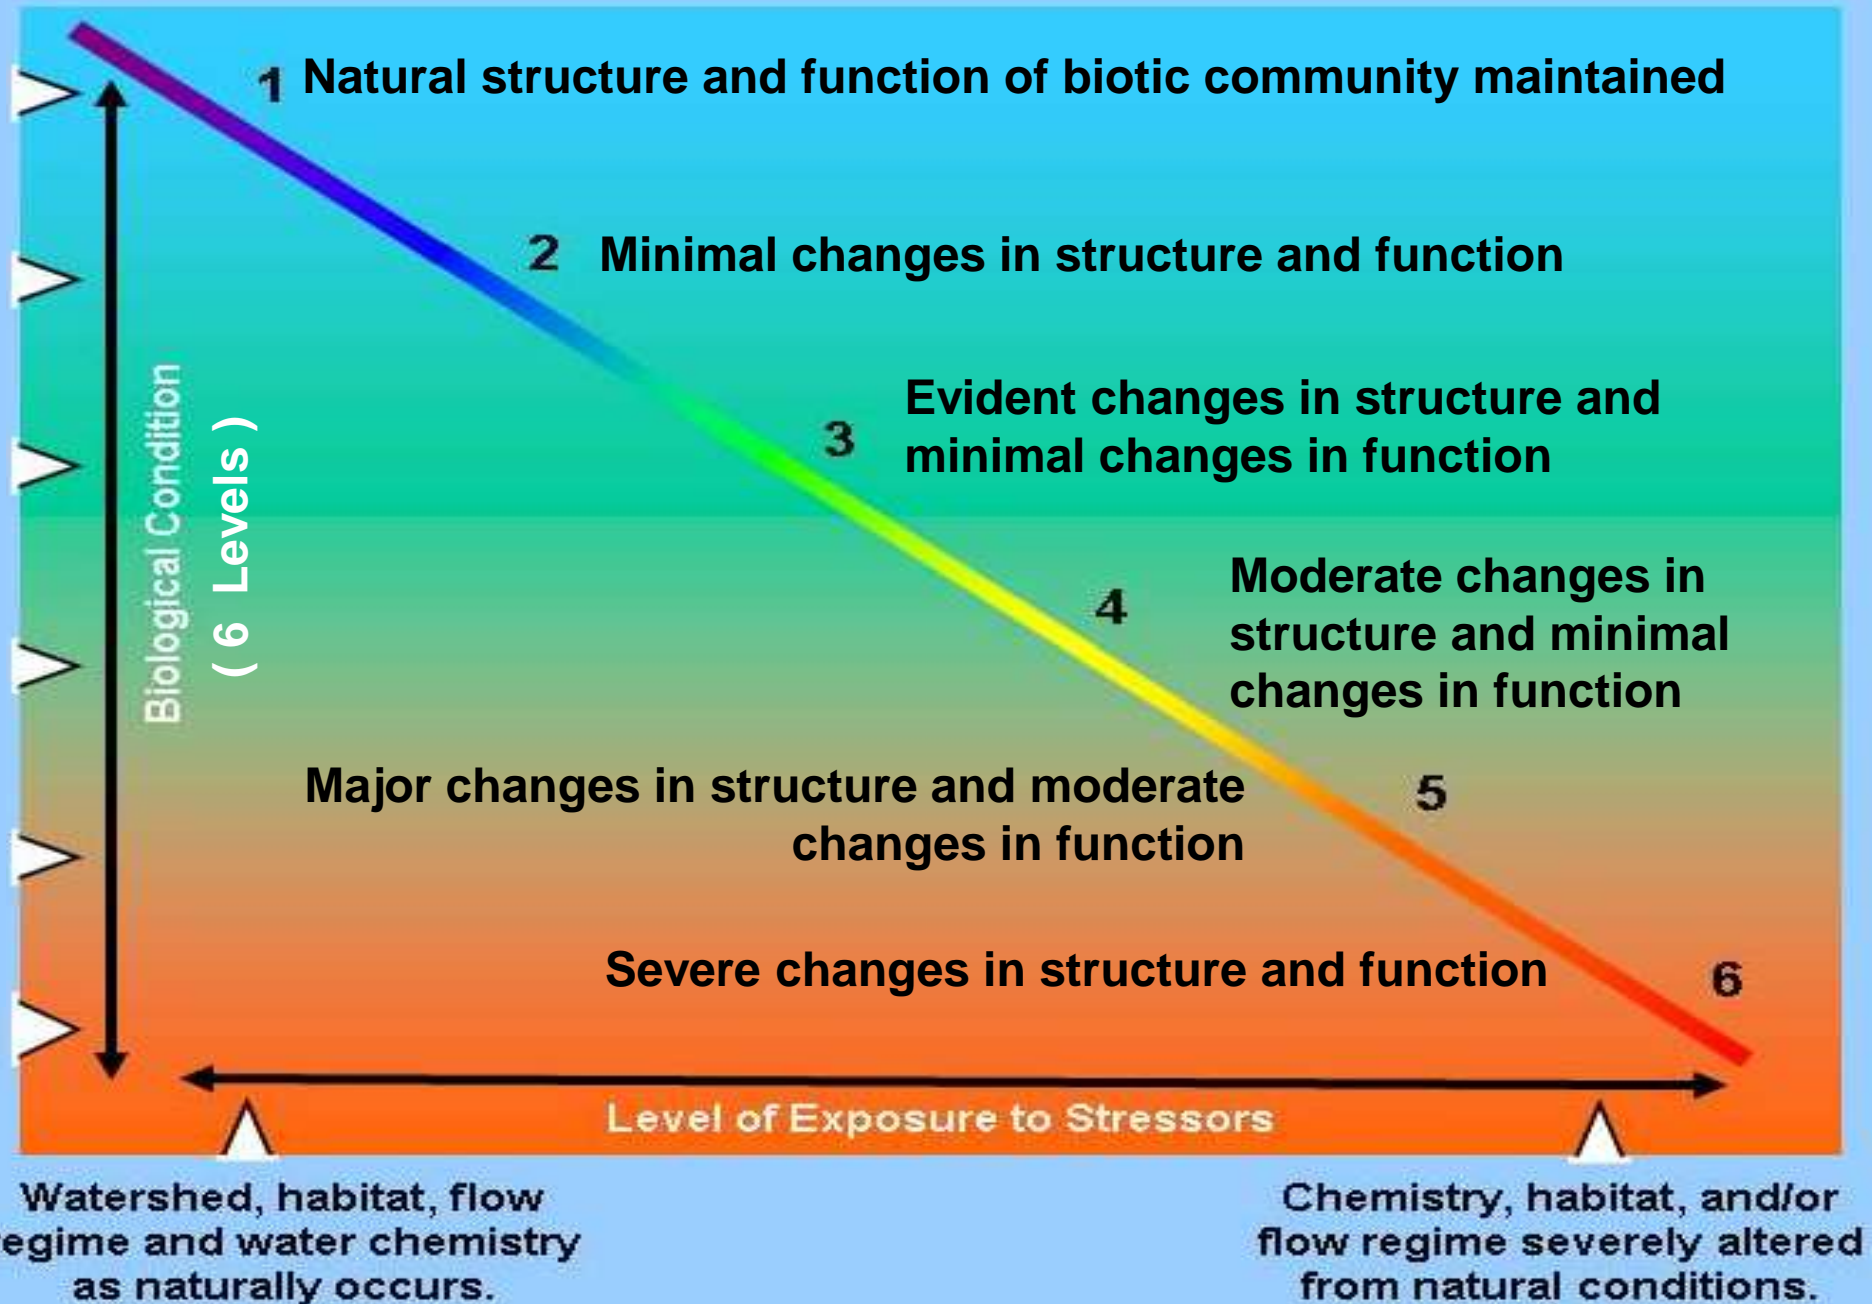 1 Natural structure and function of biotic community maintained
2 Minimal changes in structure and function
3 Evident changes in structure and
minimal changes in function
4 Moderate changes in
structure and minimal
changes in function
Major changes in structure and moderate
changes in function
5
Severe changes in structure and function
6
Biological Condition
( 6 Levels )
Level of Exposure to Stressors
Watershed, habitat, flow
regime and water chemistry
as naturally occurs.
Chemistry, habitat, and/or
flow regime severely altered
from natural conditions.